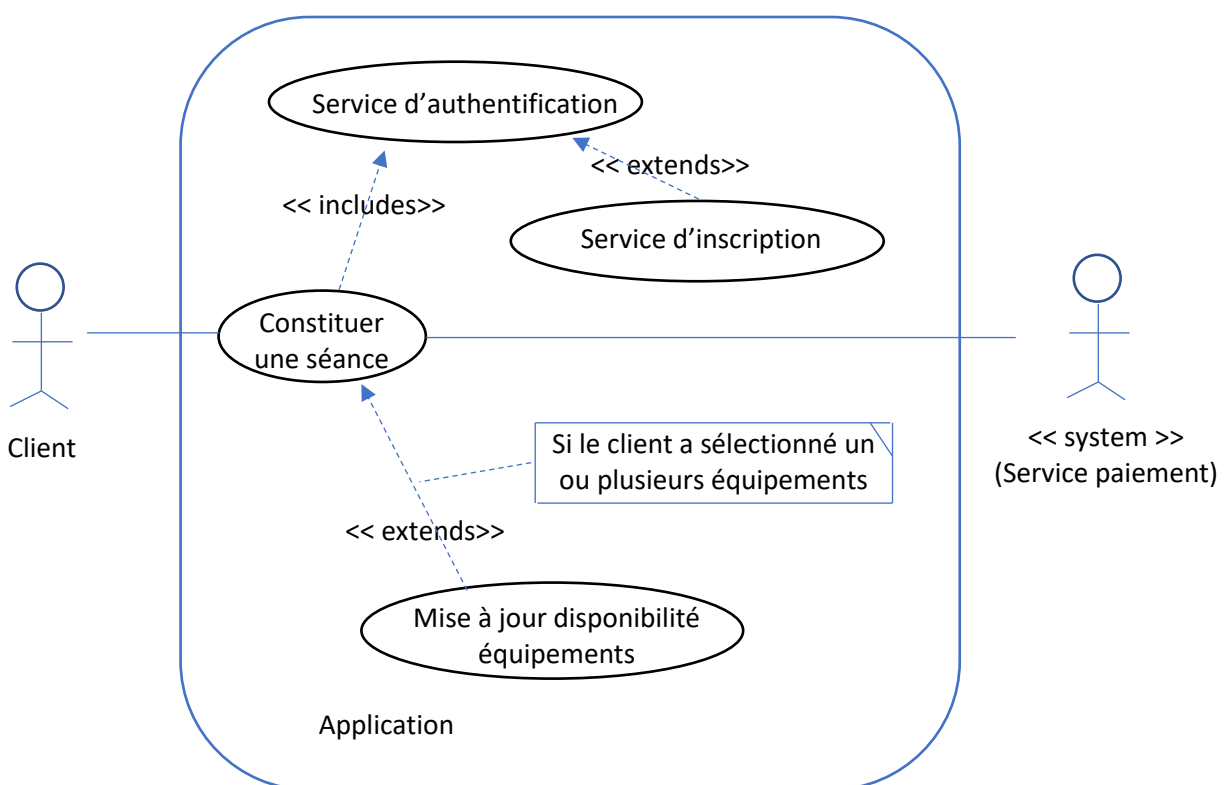 Service d’authentification
<< extends>>
<< includes>>
Service d’inscription
Constituer
une séance
Client
Si le client a sélectionné un
ou plusieurs équipements
<< system >>
(Service paiement)
<< extends>>
Mise à jour disponibilité
équipements
Application